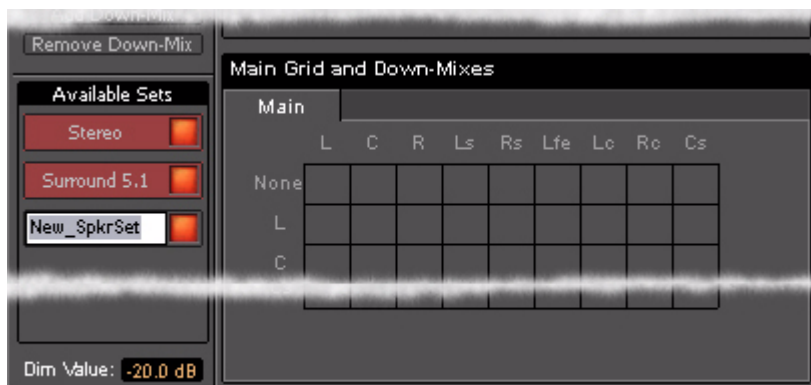 Remove Down-Mix
Available Sets
Stereo
Surround 5.1
New_SpkrSet
Dim Value: -20.0 dB
Main Grid and Down-Mixes
Main
L C R Ls Rs Lfe Lc Rc Cs
None
L
C